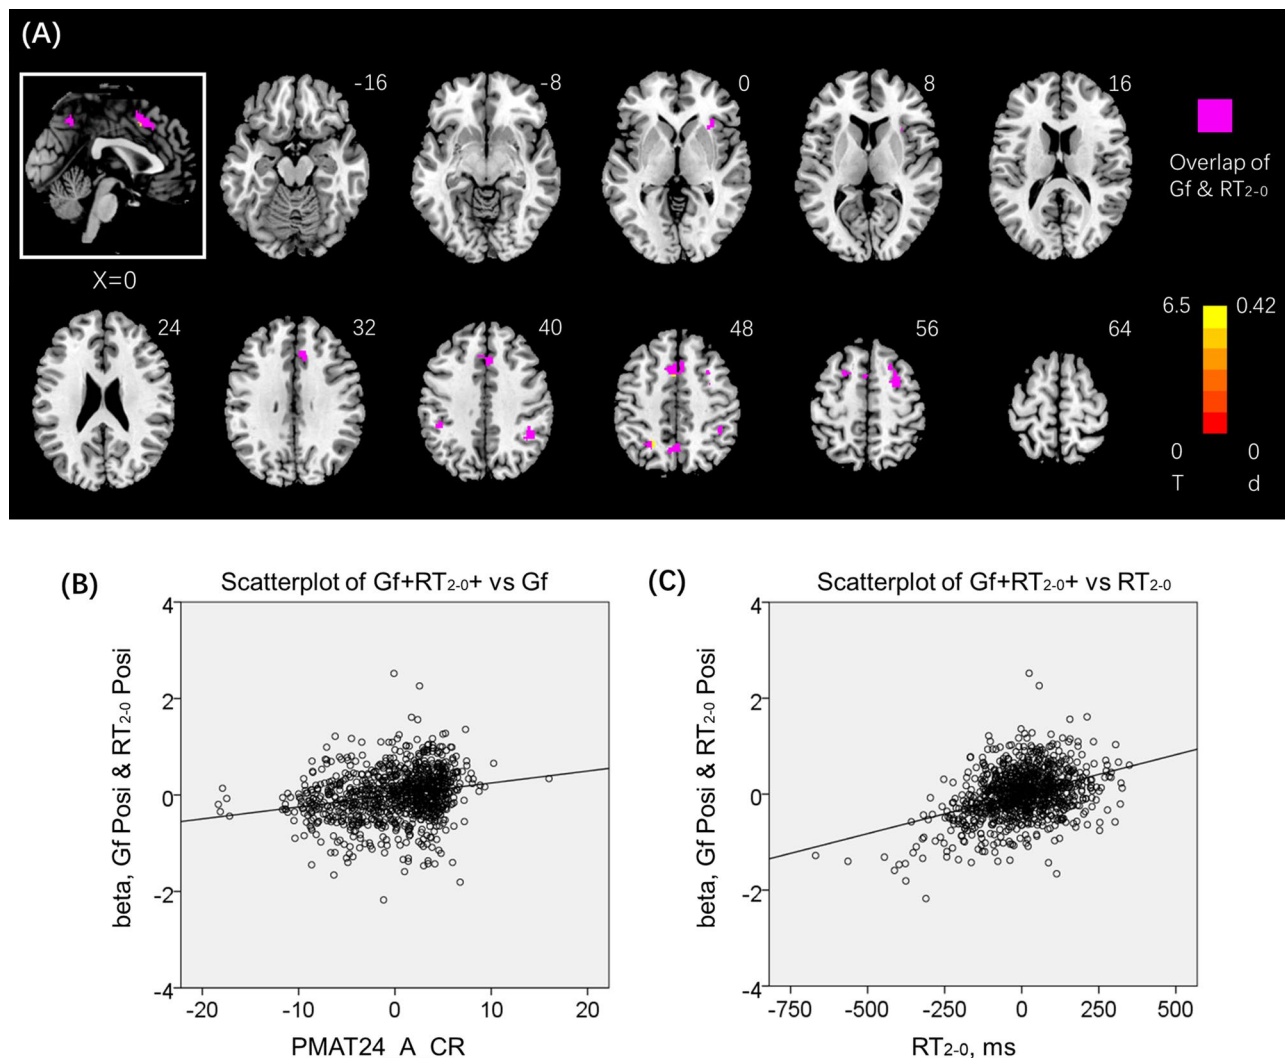 (A)
-16
-8
0
8
16
Overlap of
Gf & RT2-0
X=0
24
32
40
48
56
64
6.5
0.42
0
0
T
d
(B)
Scatterplot of Gf+RT2-0+ vs Gf
beta, Gf Posi & RT2-0 Posi
4
2
0
-2
-4
-20
-10
0
10
20
PMAT24_A_CR
(C)
Scatterplot of Gf+RT2-0+ vs RT2-0
beta, Gf Posi & RT2-0 Posi
4
2
0
-2
-4
-750
-500
-250
0
250
500
RT2-0, ms